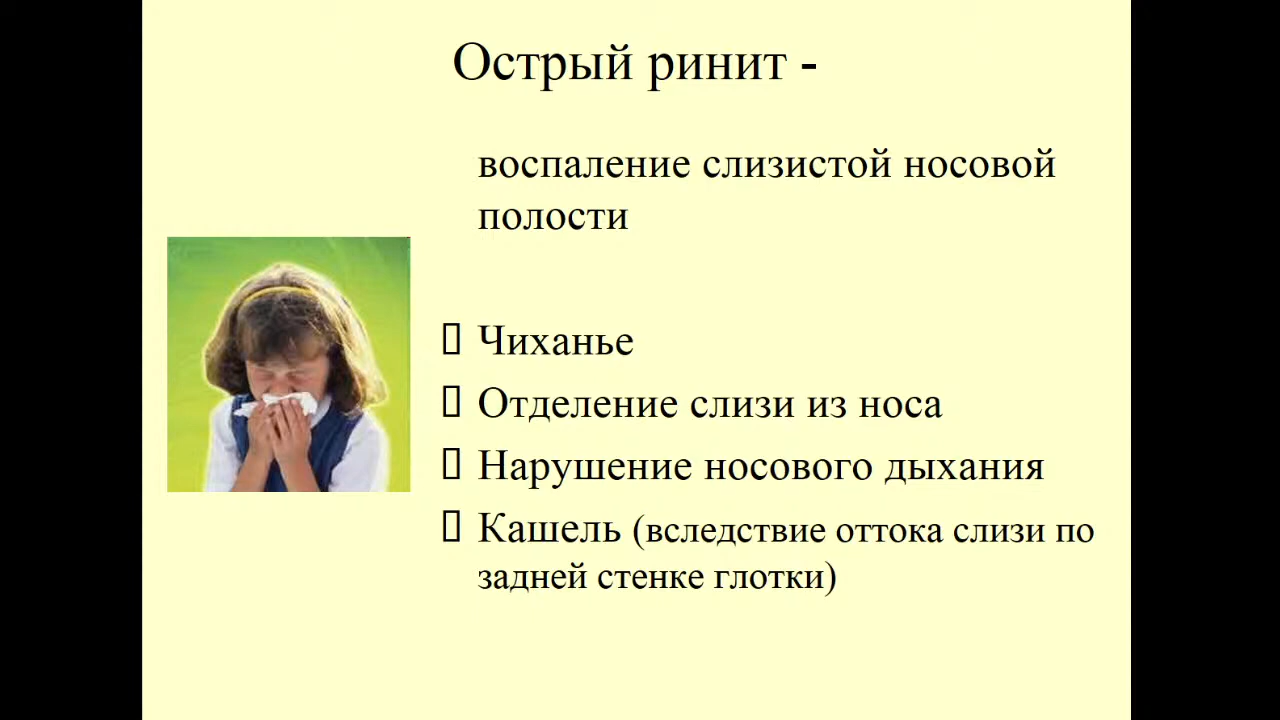 Острый ринит -
воспаление слизистой носовой
полости
Чиханье
Отделение слизи из носа
Нарушение носового дыхания
Кашель (вследствие оттока слизи по
задней стенке глотки)